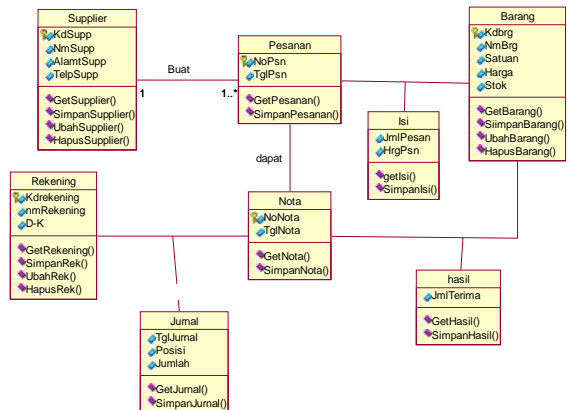 Supplier
KdSupp
NmSupp
AlamtSupp
TelpSupp
GetSupplier()
SimpanSupplier()
UbahSupplier()
HapusSupplier()
Buat
1
1..*
Pesanan
NoPsn
TglPsn
GetPesanan()
SimpanPesanan()
Barang
Kdbrg
NmBrg
Satuan
Harga
Stok
GetBarang()
SiimpanBarang()
UbahBarang()
HapusBarang()
Isi
JmlPesan
HrgPsn
getIsi()
SimpanIsi()
dapat
Rekening
Kdrekening
nmRekening
D-K
GetRekening()
SimpanRek()
UbahRek()
HapusRek()
Nota
NoNota
TglNota
GetNota()
SimpanNota()
hasil
JmlTerima
GetHasil()
SimpanHasil()
Jurnal
TglJurnal
Posisi
Jumlah
GetJurnal()
SimpanJurnal()